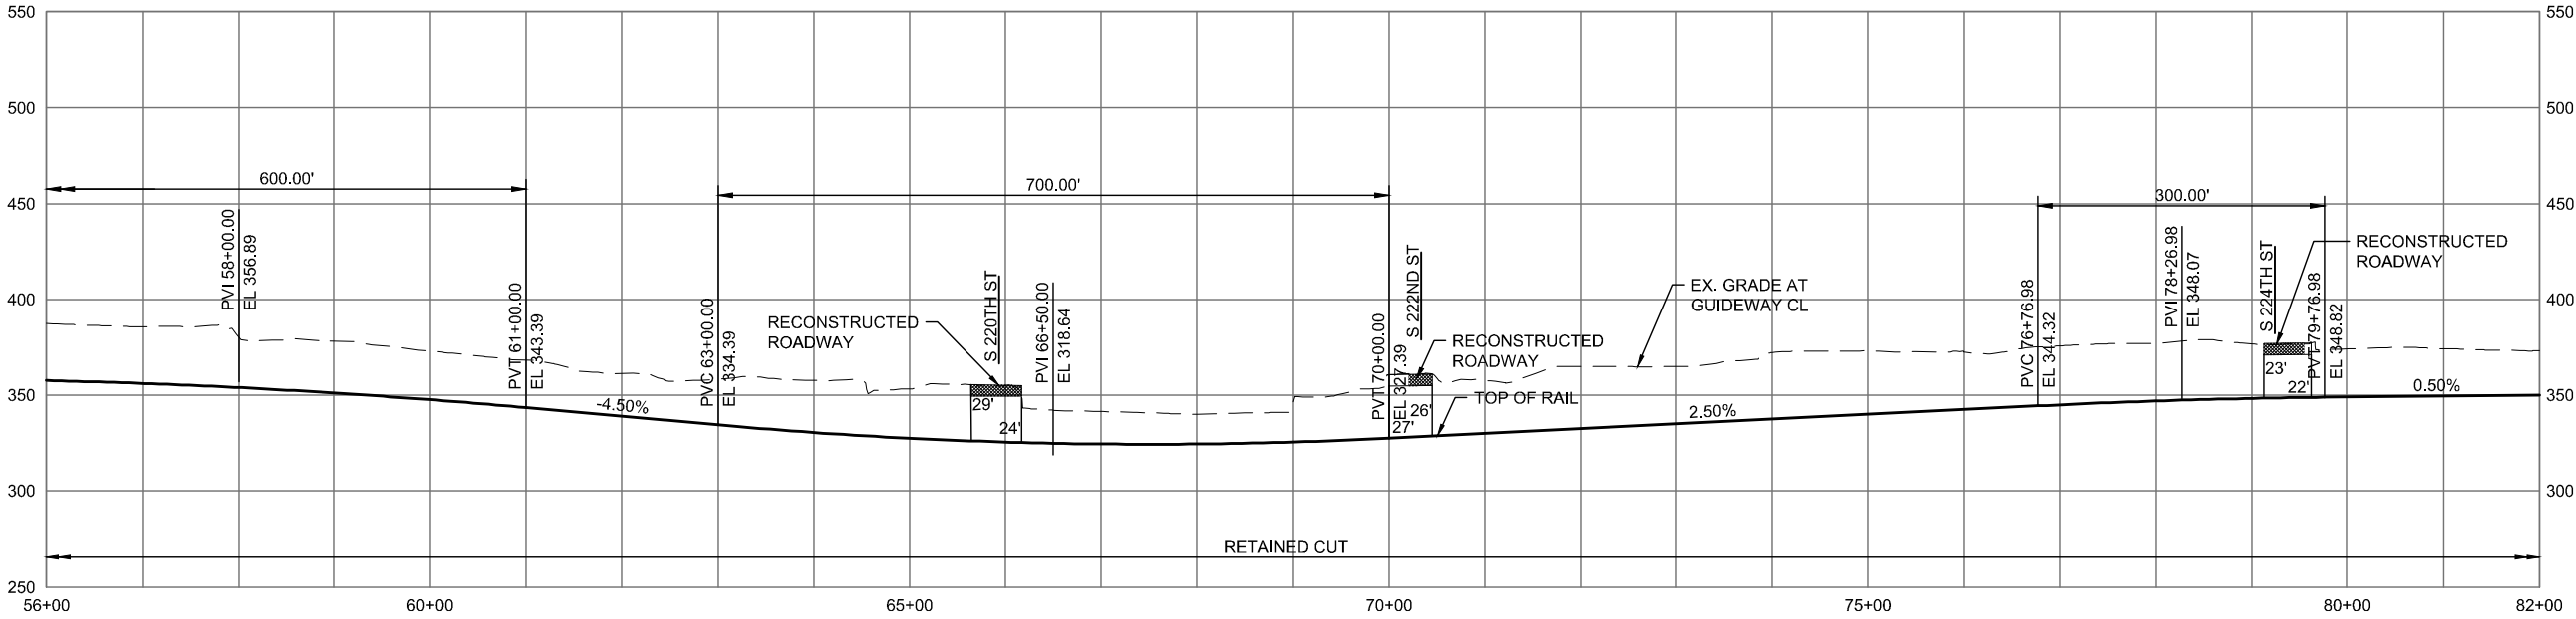 550
550
500
500
600.00'
700.00'
300.00'
450
450
PVI 58+00.00
EL 356.89
PVT 61+00.00
EL 343.39
PVC 63+00.00
EL 334.39
RECONSTRUCTED
ROADWAY
S 220TH ST
PVI 66+50.00
EL 318.64
PVT 70+00.00
EL 327.39
S 222ND ST
RECONSTRUCTED
ROADWAY
EX. GRADE AT
GUIDEWAY CL
PVC 76+76.98
EL 344.32
PVI 78+26.98
EL 348.07
S 224TH ST
RECONSTRUCTED
ROADWAY
PVT 79+76.98
EL 348.82
400
400
350
350
-4.50%
29'
24'
27'
26'
TOP OF RAIL
2.50%
23'
22'
0.50%
300
300
RETAINED CUT
250
56+00
60+00
65+00
70+00
75+00
80+00
82+00